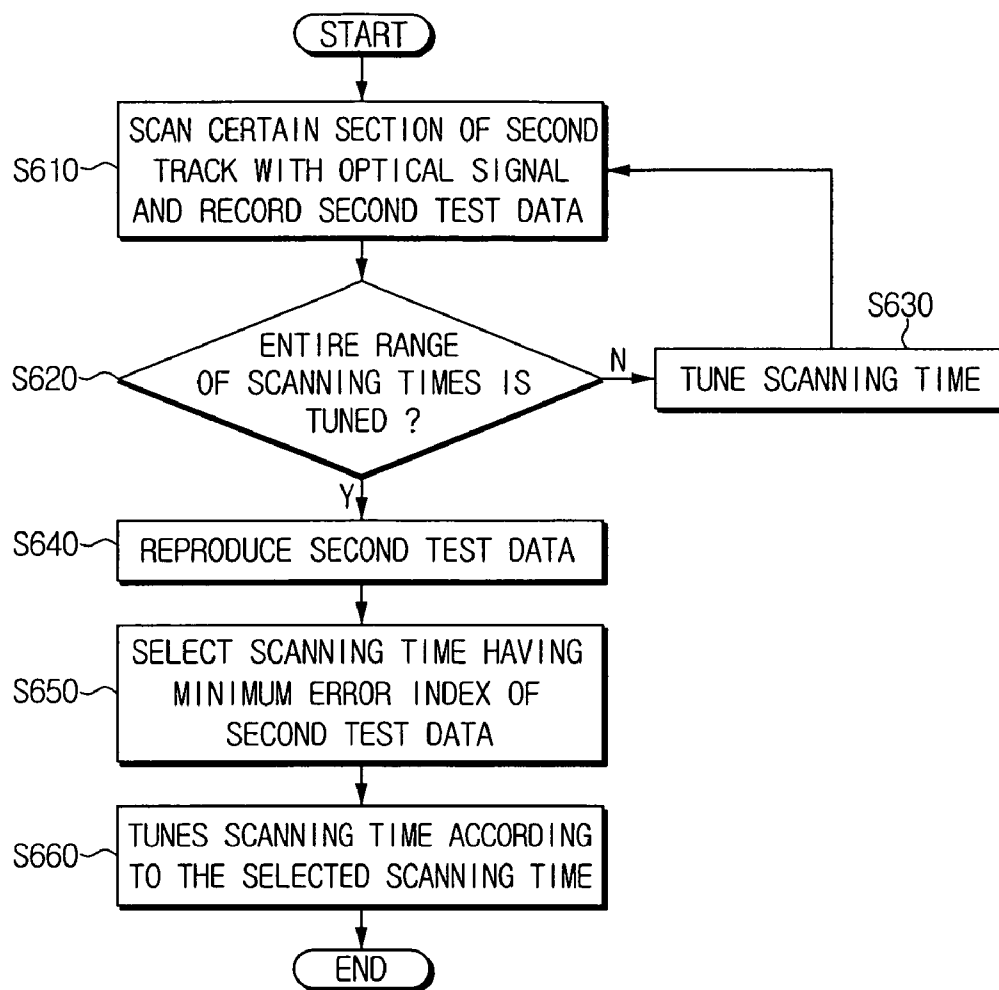 START
S610
SCAN CERTAIN SECTION OF SECOND
TRACK WITH OPTICAL SIGNAL
AND RECORD SECOND TEST DATA
S620
ENTIRE RANGE
OF SCANNING TIMES IS
TUNED ?
N
S630
TUNE SCANNING TIME
Y
S640
REPRODUCE SECOND TEST DATA
S650
SELECT SCANNING TIME HAVING
MINIMUM ERROR INDEX OF
SECOND TEST DATA
S660
TUNES SCANNING TIME ACCORDING
TO THE SELECTED SCANNING TIME
END